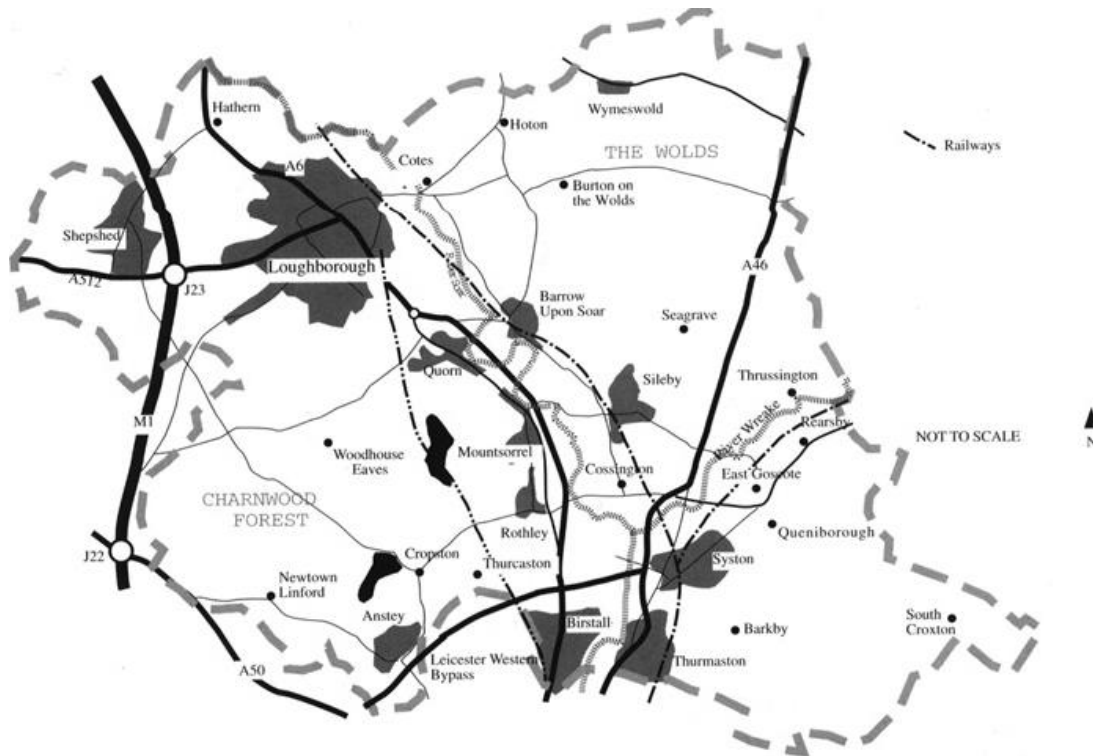 Hathern
Wymeswold
Hoton
THE WOLDS
Railways
Cotes
A6
Burton on
the Wolds
Shepshed
A512
J23
Loughborough
River Soar
A46
Barrow
Upon Soar
Seagrave
Quorn
Sileby
Thrussington
River Wreake
Rearsby
NOT TO SCALE
N
M1
Woodhouse
Eaves
Mountsorrel
Cossington
East Goscote
CHARNWOOD
FOREST
Rothley
Queniborough
J22
Cropston
Thurcaston
Syston
Newtown
Linford
Anstey
Birstall
Barkby
South
Croxton
A50
Leicester Western
Bypass
Thurmaston